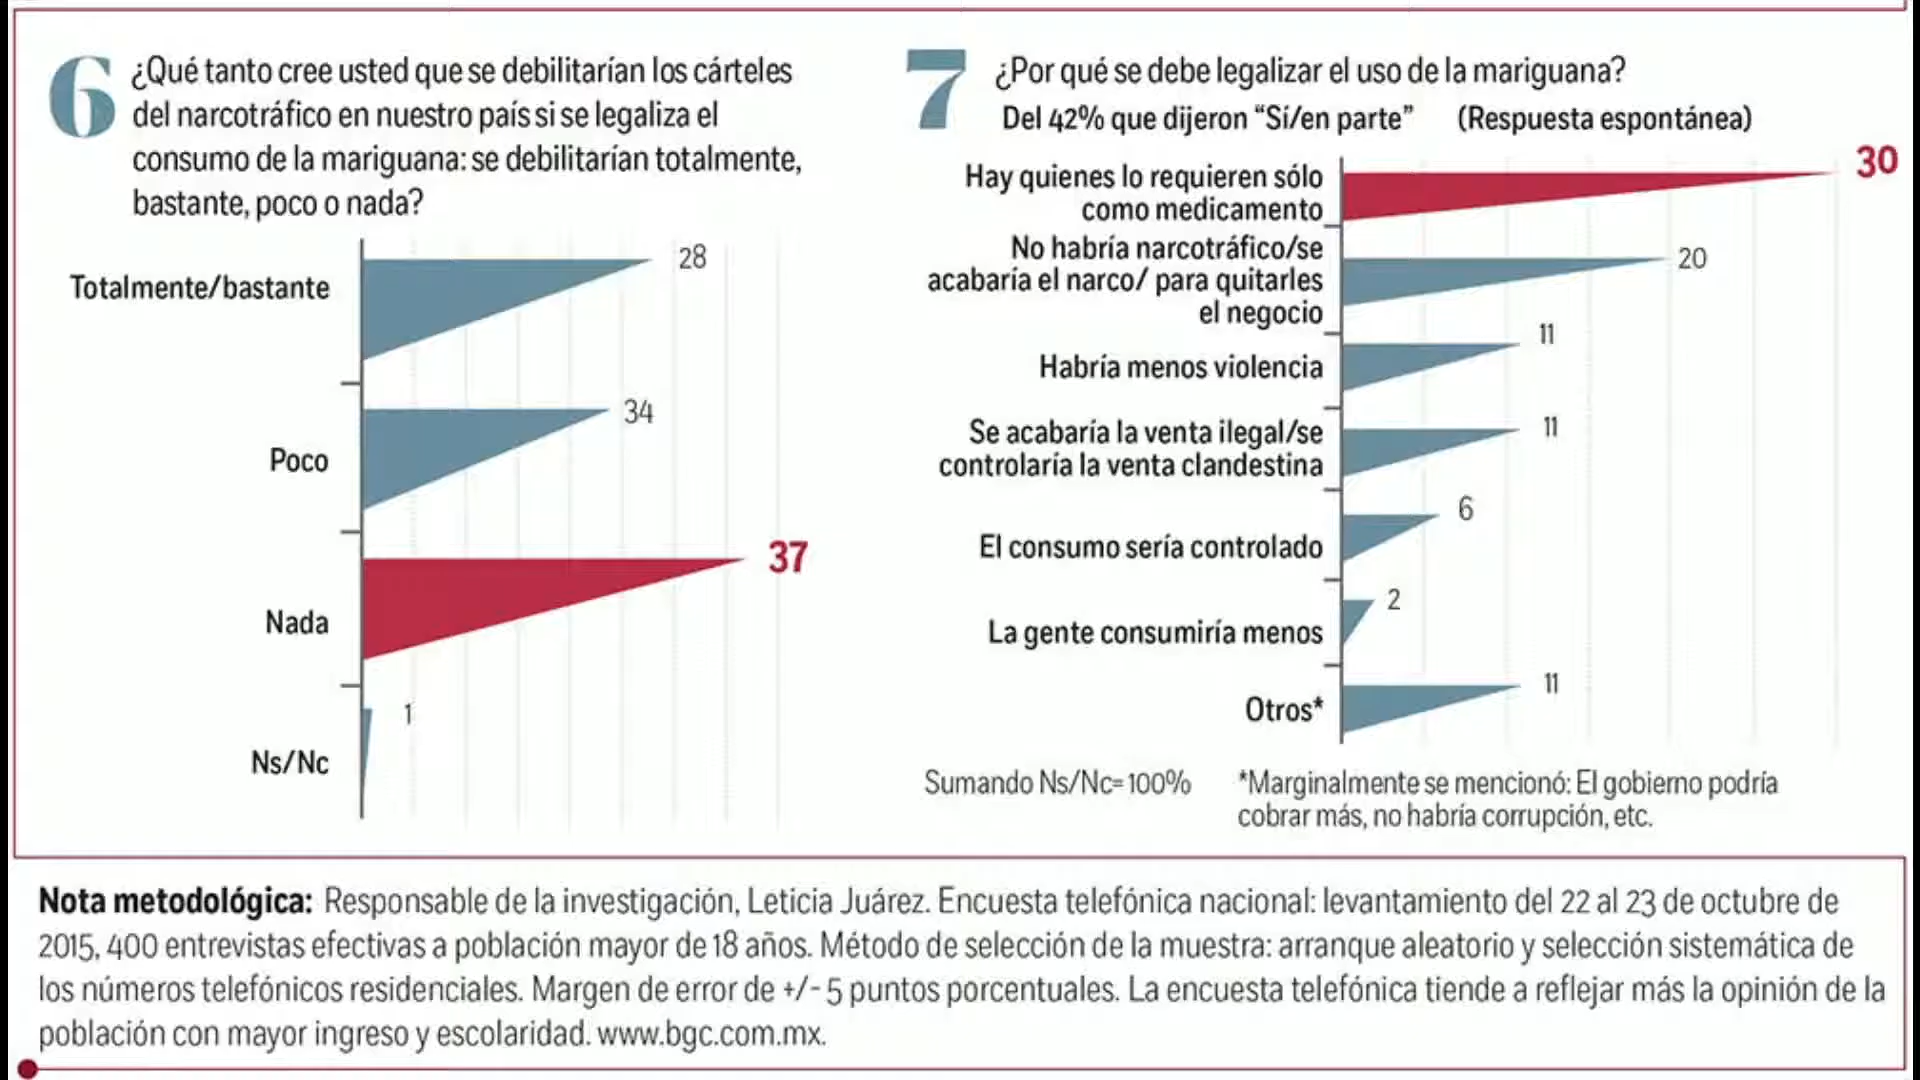 6
¿Qué tanto cree usted que se debilitarían los cárteles
del narcotráfico en nuestro país si se legaliza el
consumo de la mariguana: se debilitarían totalmente,
bastante, poco o nada?
Totalmente/bastante
28
Poco
34
Nada
37
Ns/Nc
1
7
¿Por qué se debe legalizar el uso de la mariguana?
Del 42% que dijeron “Sí/en parte” (Respuesta espontánea)
Hay quienes lo requieren sólo
como medicamento
30
No habría narcotráfico/se
acabaría el narco/ para quitarles
el negocio
20
Habría menos violencia
11
Se acabaría la venta ilegal/se
controlaría la venta clandestina
11
El consumo sería controlado
6
La gente consumiría menos
2
Otros*
11
Sumando Ns/Nc=100%
*Marginalmente se mencionó: El gobierno podría
cobrar más, no habría corrupción, etc.
Nota metodológica: Responsable de la investigación, Leticia Juárez. Encuesta telefónica nacional: levantamiento del 22 al 23 de octubre de
2015, 400 entrevistas efectivas a población mayor de 18 años. Método de selección de la muestra: arranque aleatorio y selección sistemática de
los números telefónicos residenciales. Margen de error de +/- 5 puntos porcentuales. La encuesta telefónica tiende a reflejar más la opinión de la
población con mayor ingreso y escolaridad. www.bgc.com.mx.